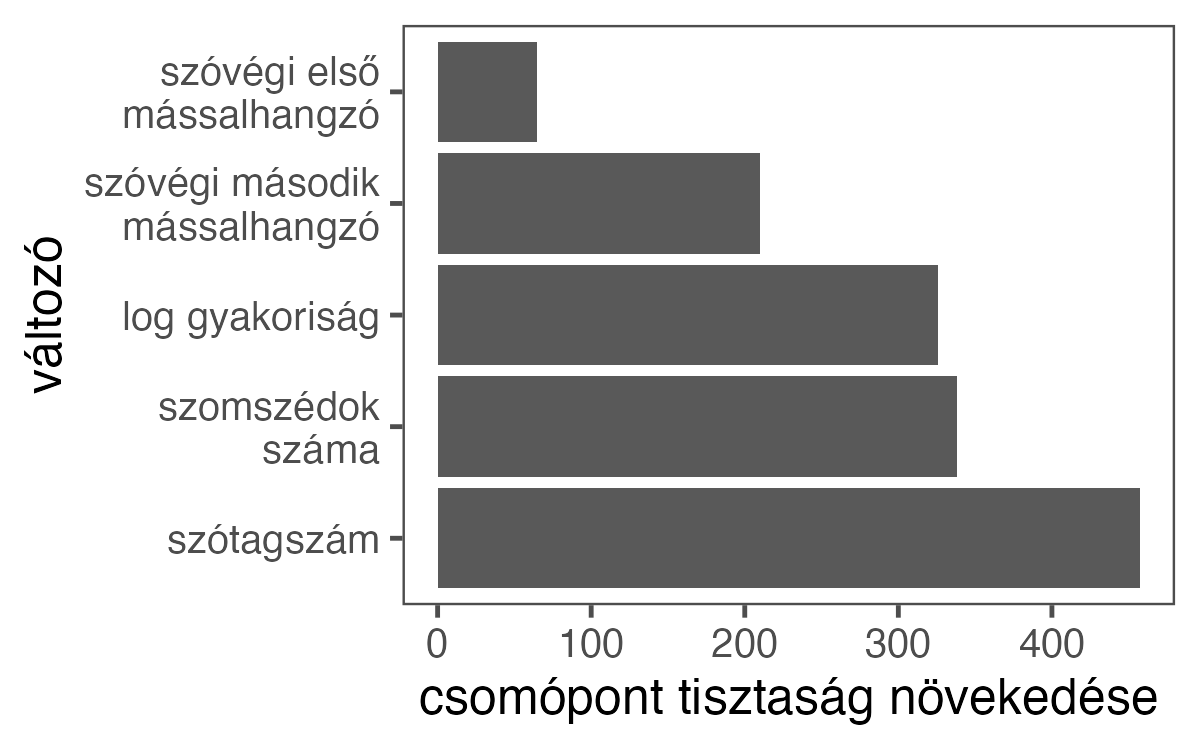 szóvégi első
mássalhangzó
szóvégi második
mássalhangzó
log gyakoriság
szomszédok
száma
szótagszám
változó
0 100 200 300 400
csomópont tisztaság növekedése